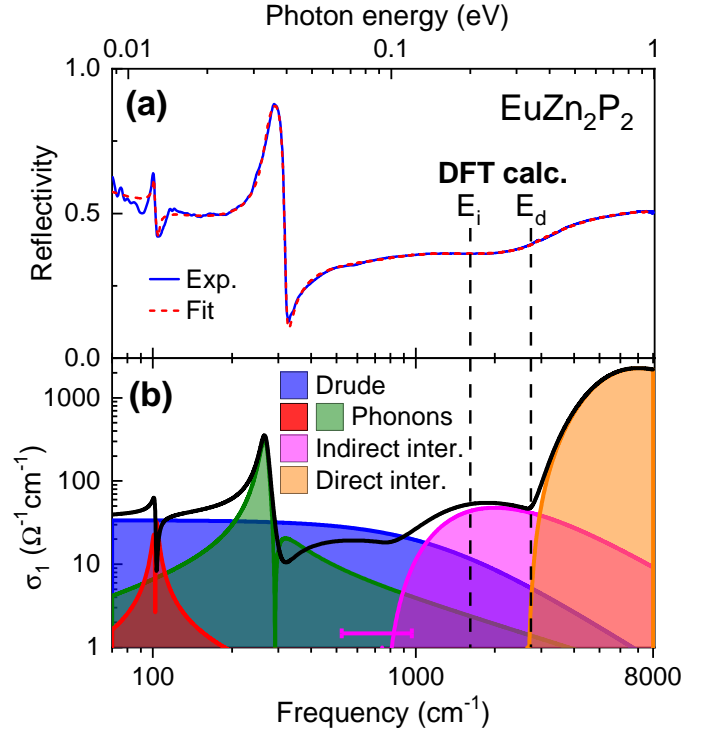 Photon energy (eV)
0.01 0.1 1
1.0
(a) EuZn₂P₂
DFT calc.
Eᵢ E_d
0.5
Reflectivity
Exp.
Fit
0.0
(b) Drude
1000
Phonons
Indirect inter.
100
Direct inter.
σ₁ (Ω⁻¹cm⁻¹)
10
1
100 1000 8000
Frequency (cm⁻¹)